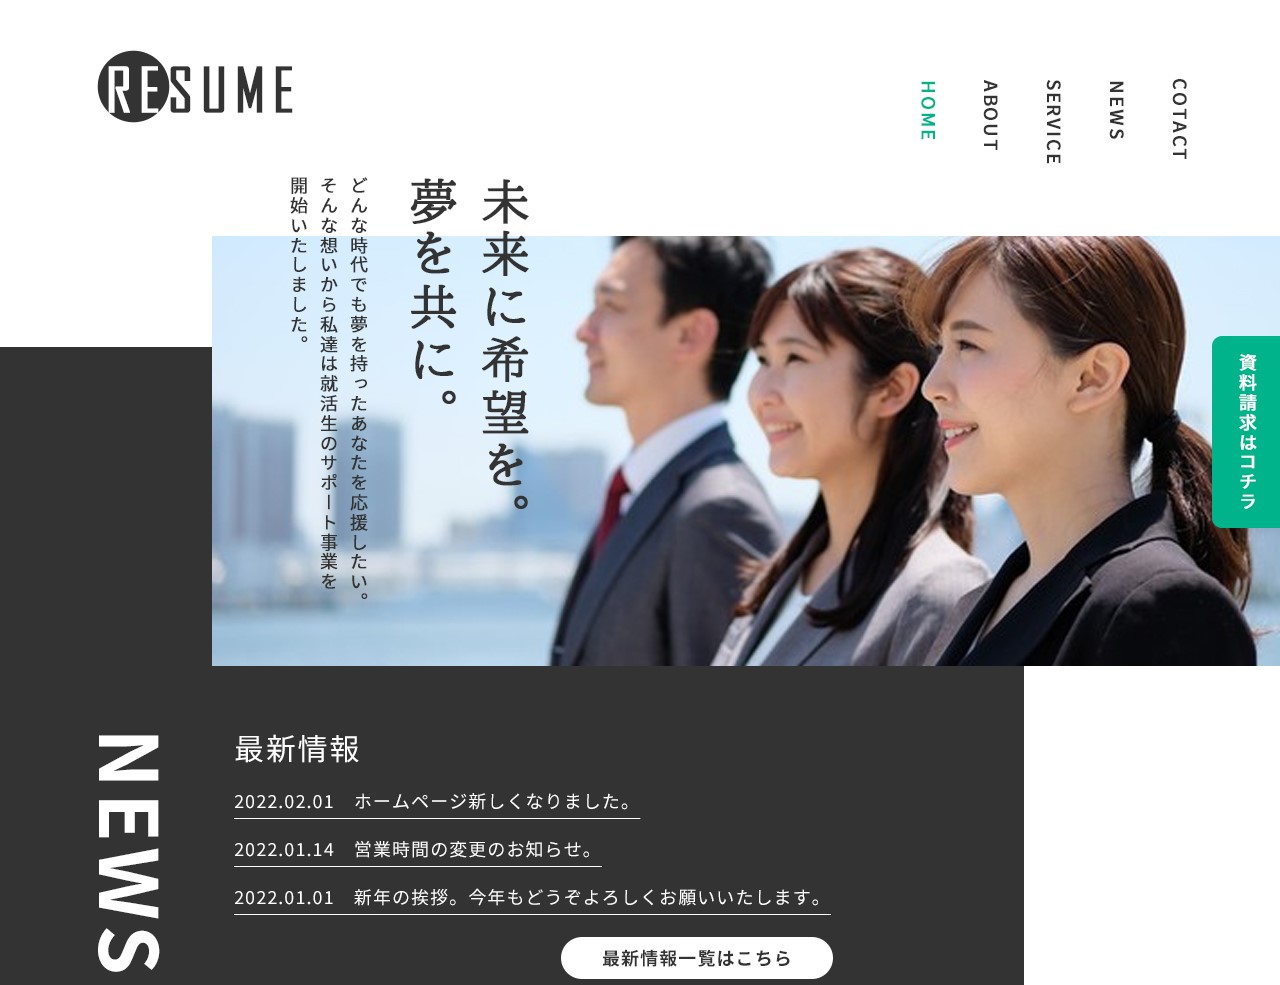 RESUME
HOME
ABOUT
SERVICE
NEWS
COTACT
未来に希望を。
夢を共に。
どんな時代でも夢を持ったあなたを応援したい。
そんな想いから私達は就活生のサポート事業を
開始いたしました。
資料請求はコチラ
NEWS
最新情報
2022.02.01　ホームページ新しくなりました。
2022.01.14　営業時間の変更のお知らせ。
2022.01.01　新年の挨拶。今年もどうぞよろしくお願いいたします。
最新情報一覧はこちら